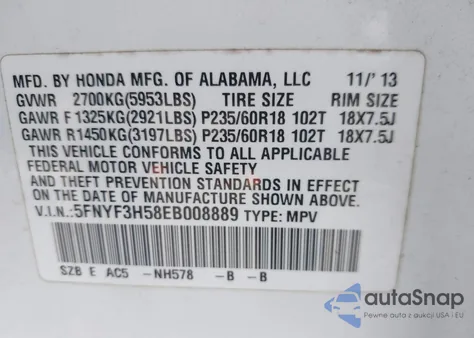 MFD. BY HONDA MFG. OF ALABAMA, LLC 11/'13
GVWR 2700KG(5953LBS) TIRE SIZE RIM SIZE
GAWR F 1325KG(2921LBS) P235/60R18 102T 18X7.5J
GAWR R1450KG(3197LBS) P235/60R18 102T 18X7.5J
THIS VEHICLE CONFORMS TO ALL APPLICABLE
FEDERAL MOTOR VEHICLE SAFETY
AND THEFT PREVENTION STANDARDS IN EFFECT
ON THE DATE OF MANUFACTURE SHOWN ABOVE.
V.I.N.:5FNYF3H58EB008889 TYPE: MPV
SZB E AC5 -NH578 -B -B
autoSnap
Pewne auta z aukcji USA i EU